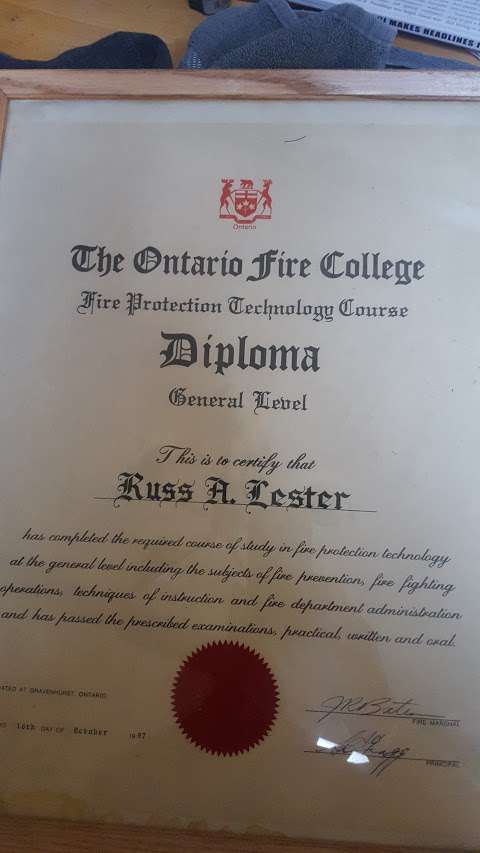 MAKES HEADLINES
Ontario
The Ontario Fire College
Fire Protection Technology Course
Diploma
General Level
This is to certify that
Russ A. Lester
has completed the required course of study in fire protection technology
at the general level including the subjects of fire prevention, fire fighting
operations, techniques of instruction and fire department administration
and has passed the prescribed examinations, practical, written and oral.
DATED AT GRAVENHURST, ONTARIO
16th DAY OF October 1987
FIRE MARSHAL
PRINCIPAL